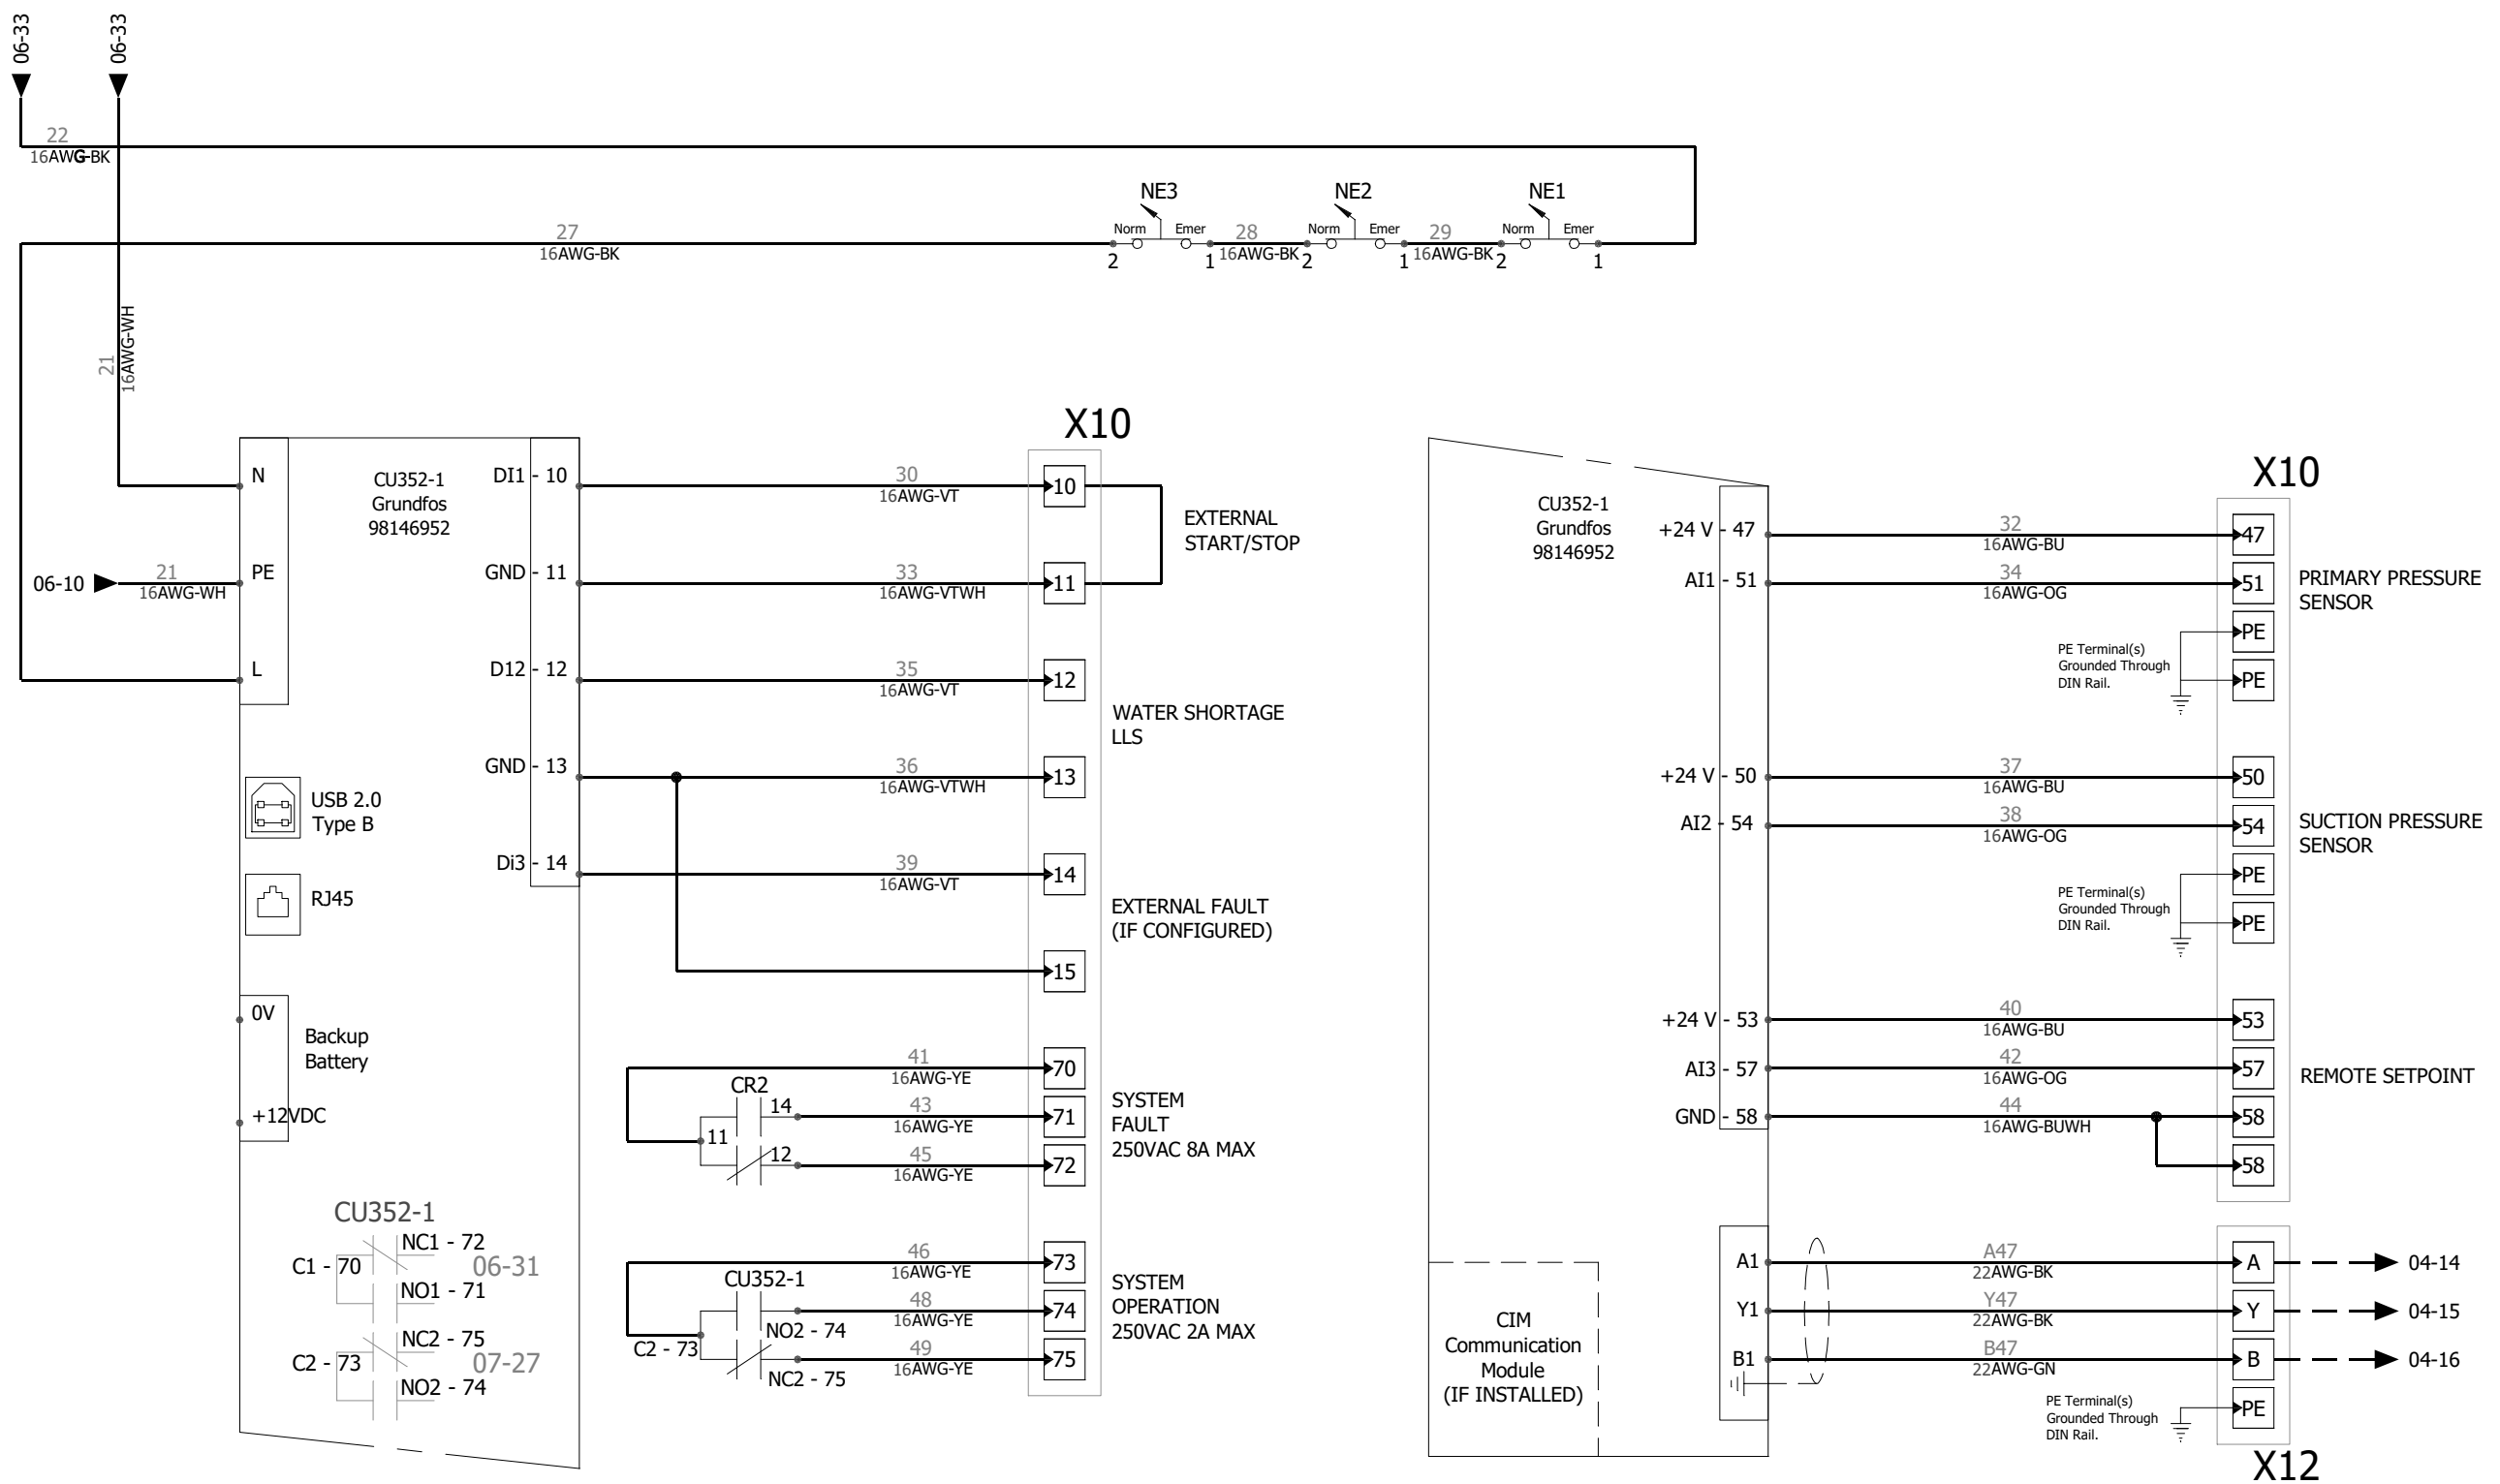 06-33
06-33
22
16AWG-BK
NE3
NE2
NE1
Norm Emer
Norm Emer
Norm Emer
27
16AWG-BK
28
16AWG-BK
29
16AWG-BK
2
1
2
1
2
1
21
16AWG-WH
X10
N
CU352-1
Grundfos
98146952
DI1 - 10
30
16AWG-VT
10
EXTERNAL
START/STOP
06-10
21
16AWG-WH
PE
GND - 11
33
16AWG-VTWH
11
L
D12 - 12
35
16AWG-VT
12
WATER SHORTAGE
LLS
GND - 13
36
16AWG-VTWH
13
USB 2.0
Type B
Di3 - 14
39
16AWG-VT
14
RJ45
EXTERNAL FAULT
(IF CONFIGURED)
15
0V
Backup
Battery
+12VDC
41
16AWG-YE
70
CR2
14
43
16AWG-YE
71
11
12
45
16AWG-YE
72
SYSTEM
FAULT
250VAC 8A MAX
CU352-1
NC1 - 72
C1 - 70
06-31
NO1 - 71
NC2 - 75
C2 - 73
07-27
NO2 - 74
46
16AWG-YE
73
CU352-1
48
16AWG-YE
74
NO2 - 74
C2 - 73
49
16AWG-YE
75
NC2 - 75
SYSTEM
OPERATION
250VAC 2A MAX
X10
CU352-1
Grundfos
98146952
+24 V - 47
32
16AWG-BU
47
AI1 - 51
34
16AWG-OG
51
PRIMARY PRESSURE
SENSOR
PE
PE
PE Terminal(s)
Grounded Through
DIN Rail.
+24 V - 50
37
16AWG-BU
50
AI2 - 54
38
16AWG-OG
54
SUCTION PRESSURE
SENSOR
PE
PE
PE Terminal(s)
Grounded Through
DIN Rail.
+24 V - 53
40
16AWG-BU
53
AI3 - 57
42
16AWG-OG
57
REMOTE SETPOINT
GND - 58
44
16AWG-BUWH
58
58
A1
A47
22AWG-BK
A
04-14
Y1
Y47
22AWG-BK
Y
04-15
B1
B47
22AWG-GN
B
04-16
CIM
Communication
Module
(IF INSTALLED)
PE Terminal(s)
Grounded Through
DIN Rail.
PE
X12